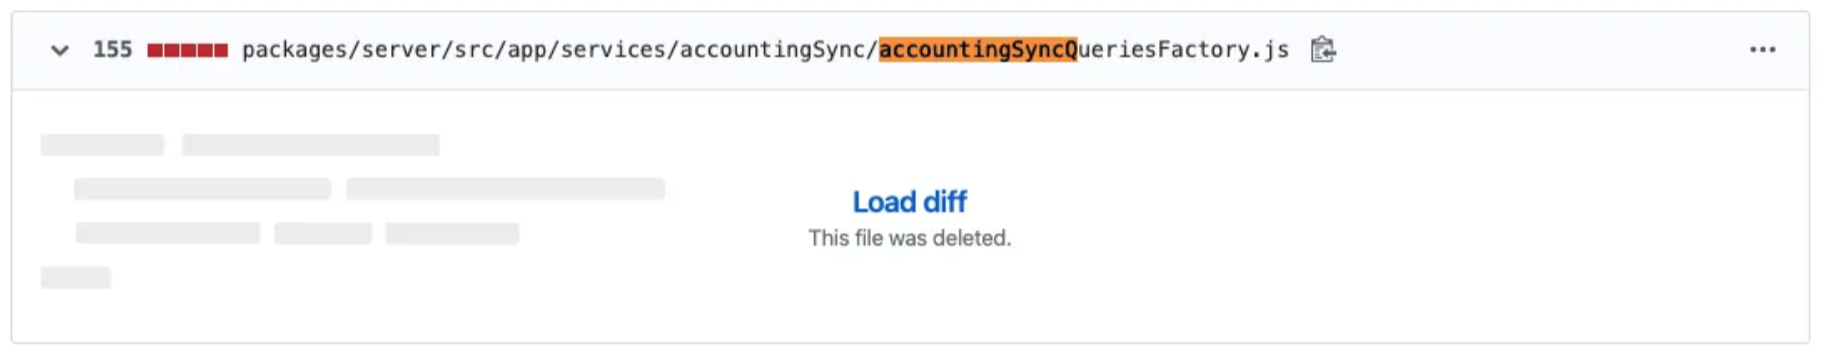 155 packages/server/src/app/services/accountingSync/accountingSyncQueriesFactory.js
Load diff
This file was deleted.